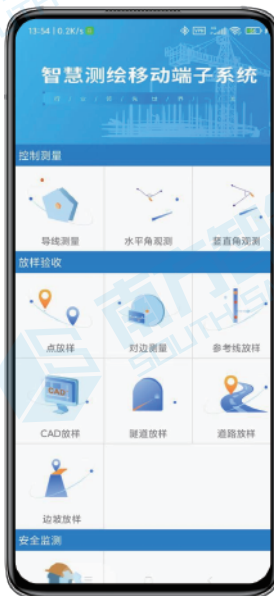 13:54 | 0.2K/s
智慧测绘移动端子系统
控制测量
导线测量 水平角观测 竖直角观测
放样验收
点放样 对边测量 参考线放样
CAD
CAD放样 隧道放样 道路放样
边坡放样
安全监测